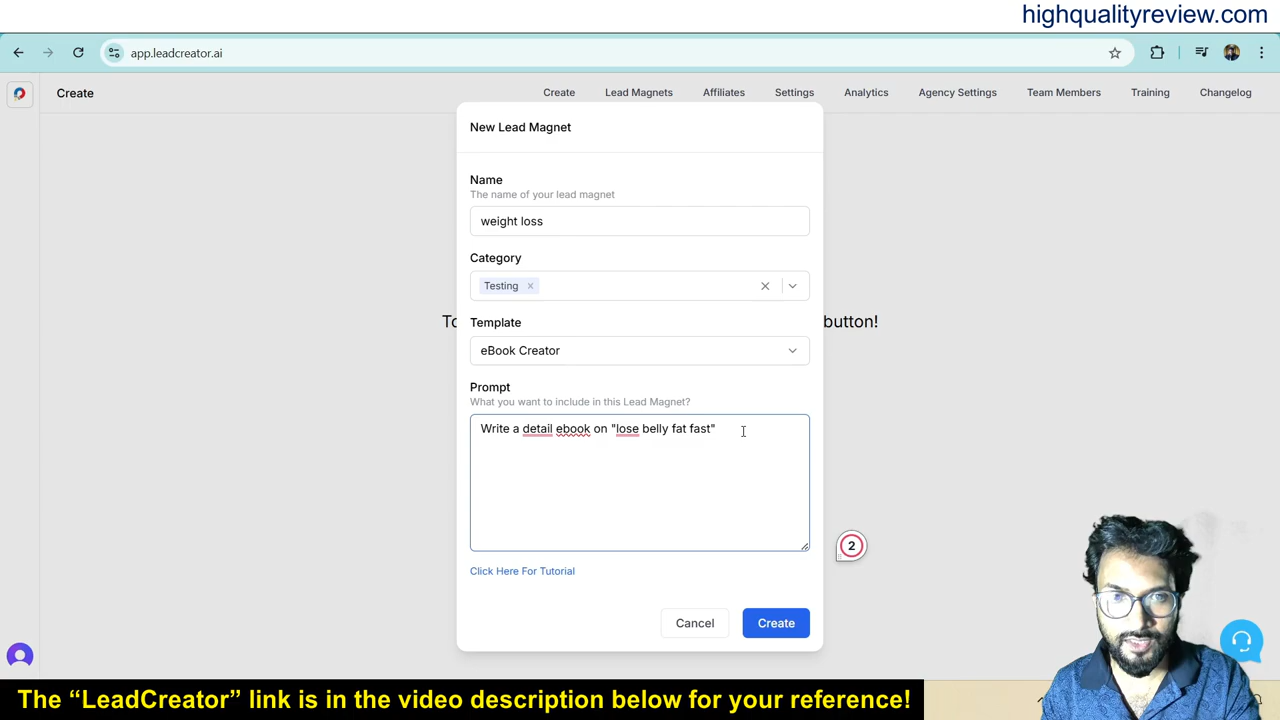 highqualityreview.com
app.leadcreator.ai
Create
Create Lead Magnets Affiliates Settings Analytics Agency Settings Team Members Training Changelog
New Lead Magnet
Name
The name of your lead magnet
weight loss
Category
Testing
Template
button!
eBook Creator
Prompt
What you want to include in this Lead Magnet?
Write a detail ebook on "lose belly fat fast"
2
Click Here For Tutorial
Cancel Create
The “LeadCreator” link is in the video description below for your reference!